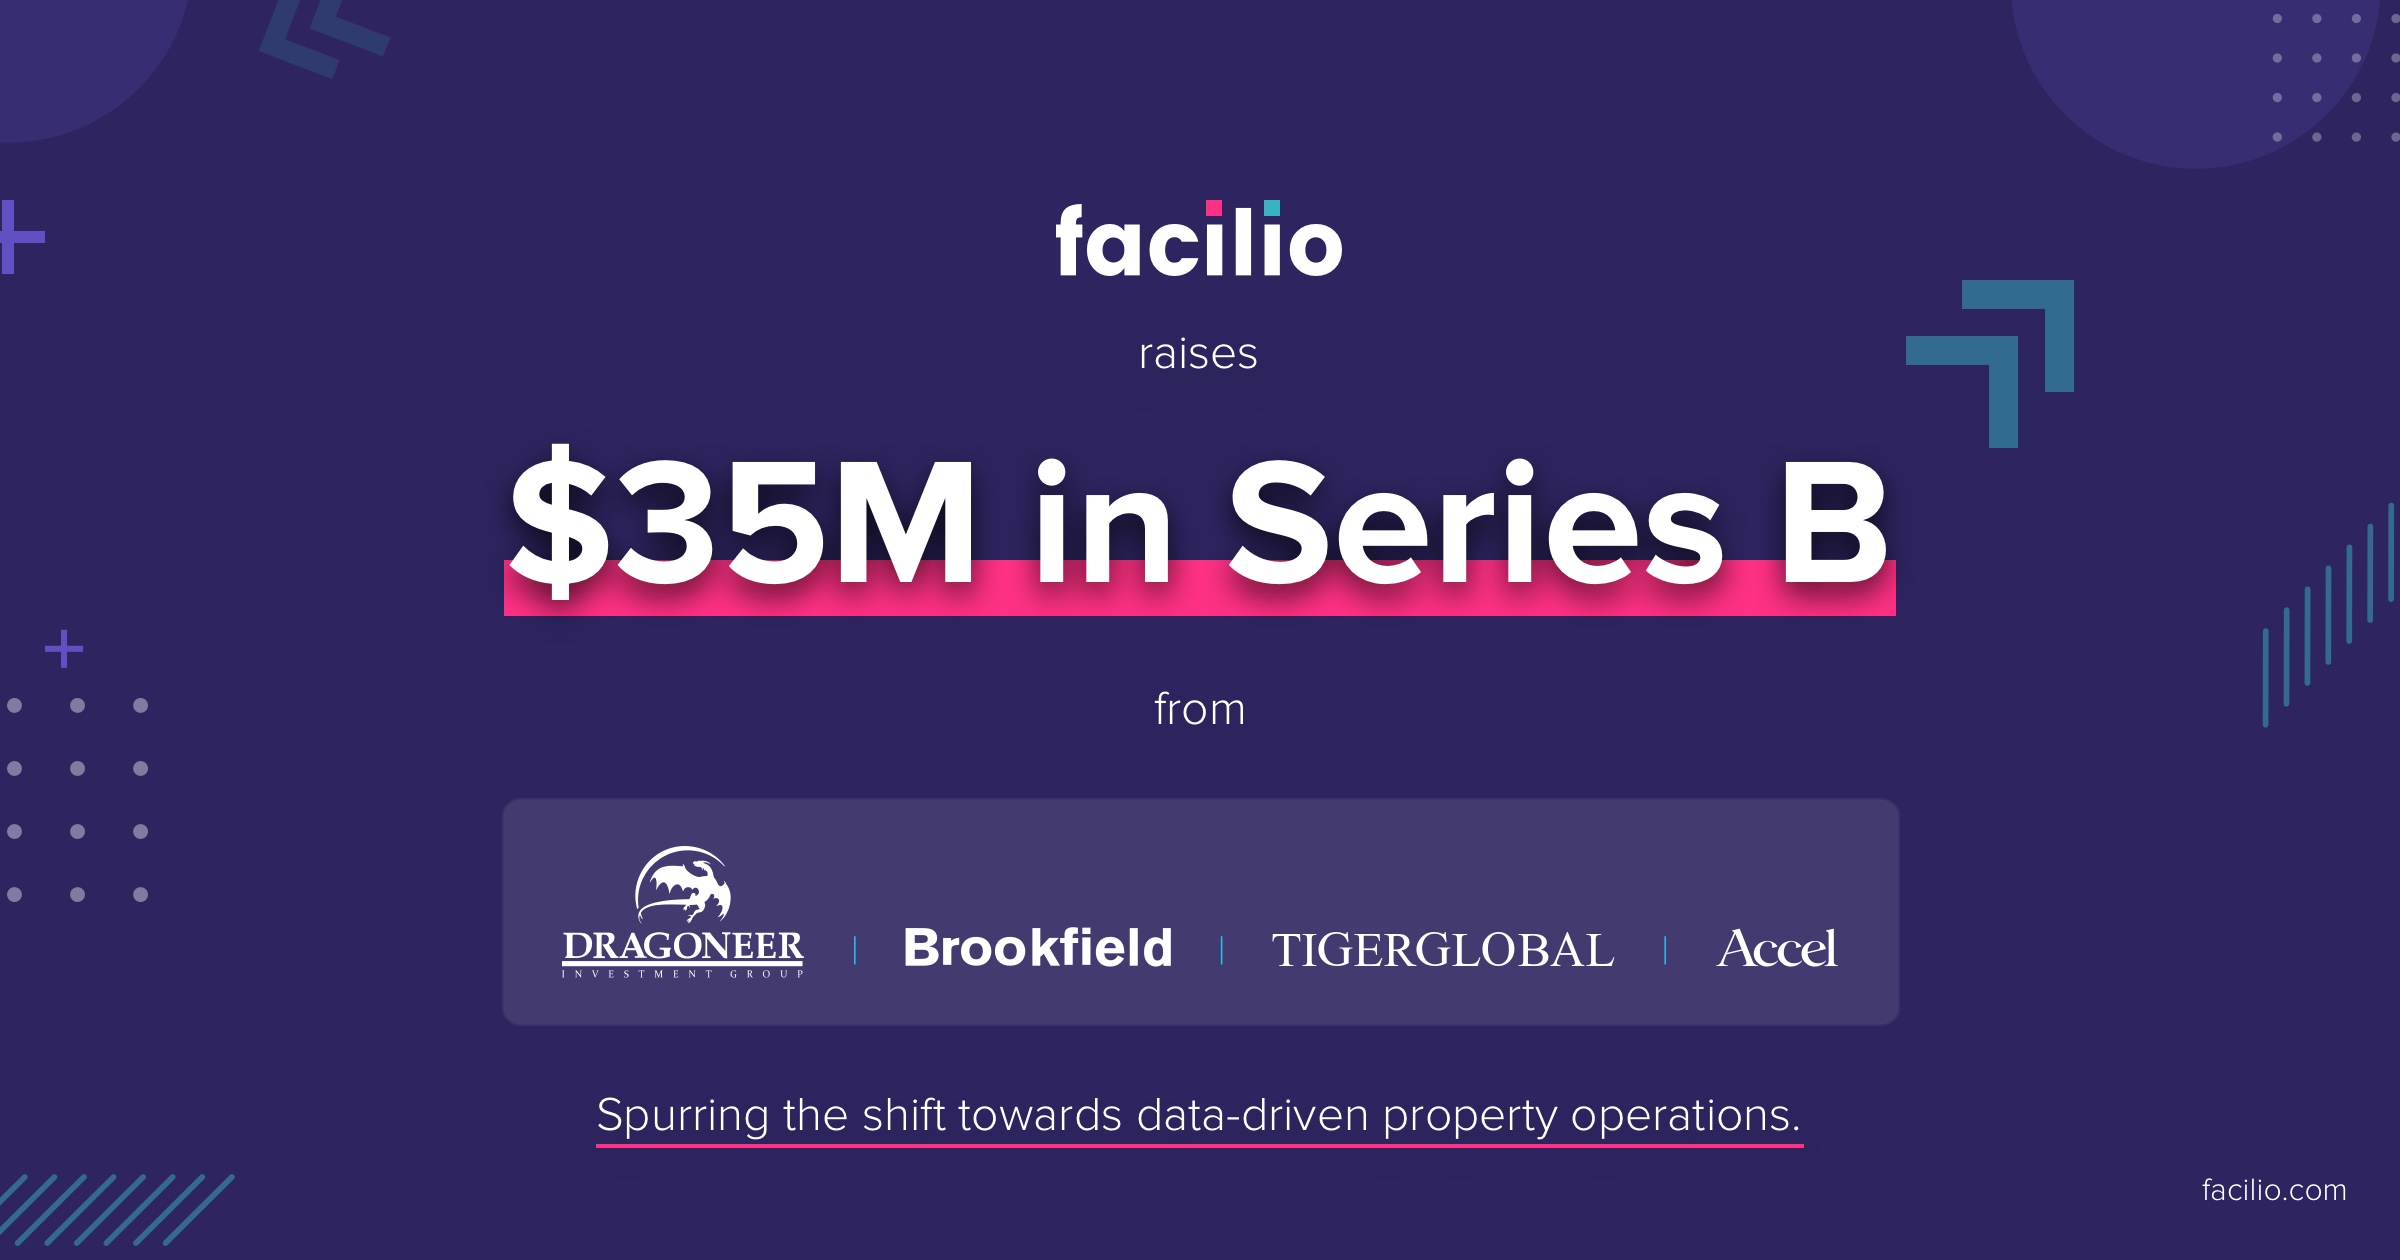 facilio
raises
$35M in Series B
from
DRAGONEER
INVESTMENT GROUP
Brookfield
TIGERGLOBAL
Accel
Spurring the shift towards data-driven property operations.
facilio.com